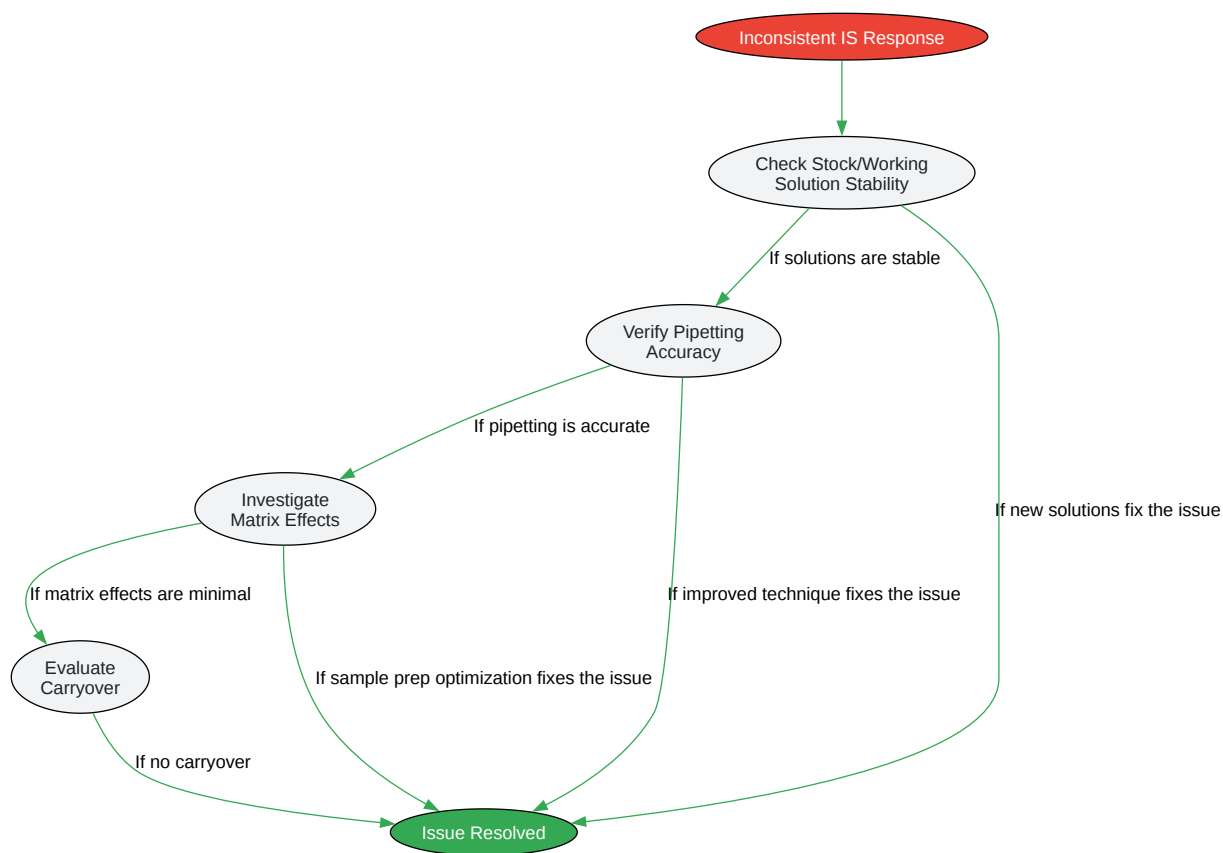 Inconsistent IS Response
Check Stock/Working
Solution Stability
If solutions are stable
Verify Pipetting
Accuracy
If pipetting is accurate
Investigate
Matrix Effects
If new solutions fix the issue
If matrix effects are minimal
If improved technique fixes the issue
Evaluate
Carryover
If sample prep optimization fixes the issue
If no carryover
Issue Resolved